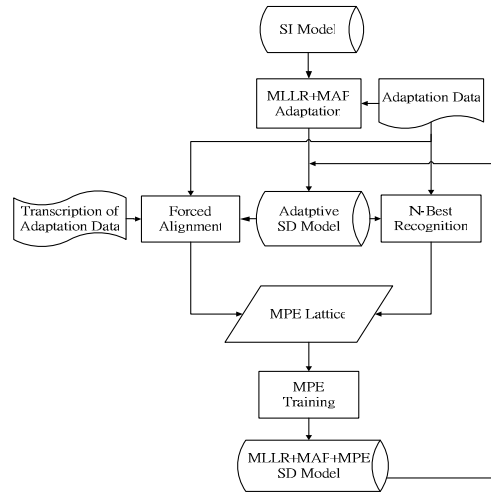 SI Model
MLLR+MAP
Adaptation
Adaptation Data
Transcription of
Adaptation Data
Forced
Alignment
Adatptive
SD Model
N-Best
Recognition
MPE Lattice
MPE
Training
MLLR+MAP+MPE
SD Model